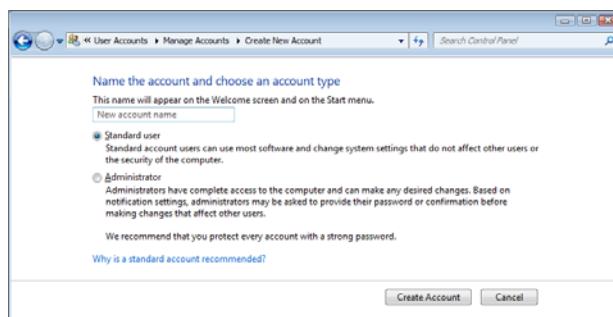 « User Accounts ▸ Manage Accounts ▸ Create New Account
Search Control Panel
Name the account and choose an account type
This name will appear on the Welcome screen and on the Start menu.
New account name
Standard user
Standard account users can use most software and change system settings that do not affect other users or
the security of the computer.
Administrator
Administrators have complete access to the computer and can make any desired changes. Based on
notification settings, administrators may be asked to provide their password or confirmation before
making changes that affect other users.
We recommend that you protect every account with a strong password.
Why is a standard account recommended?
Create Account
Cancel